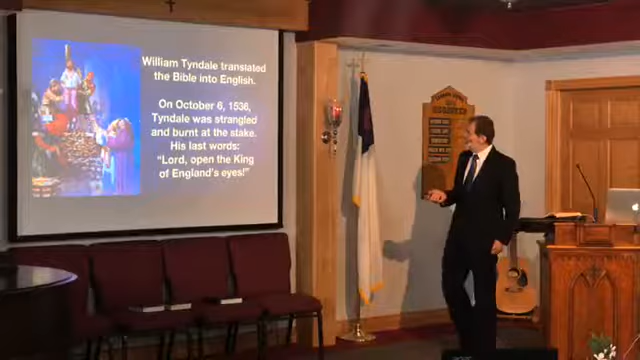 William Tyndale translated
the Bible into English.
On October 6, 1536,
Tyndale was strangled
and burnt at the stake.
His last words:
"Lord, open the King
of England's eyes!"